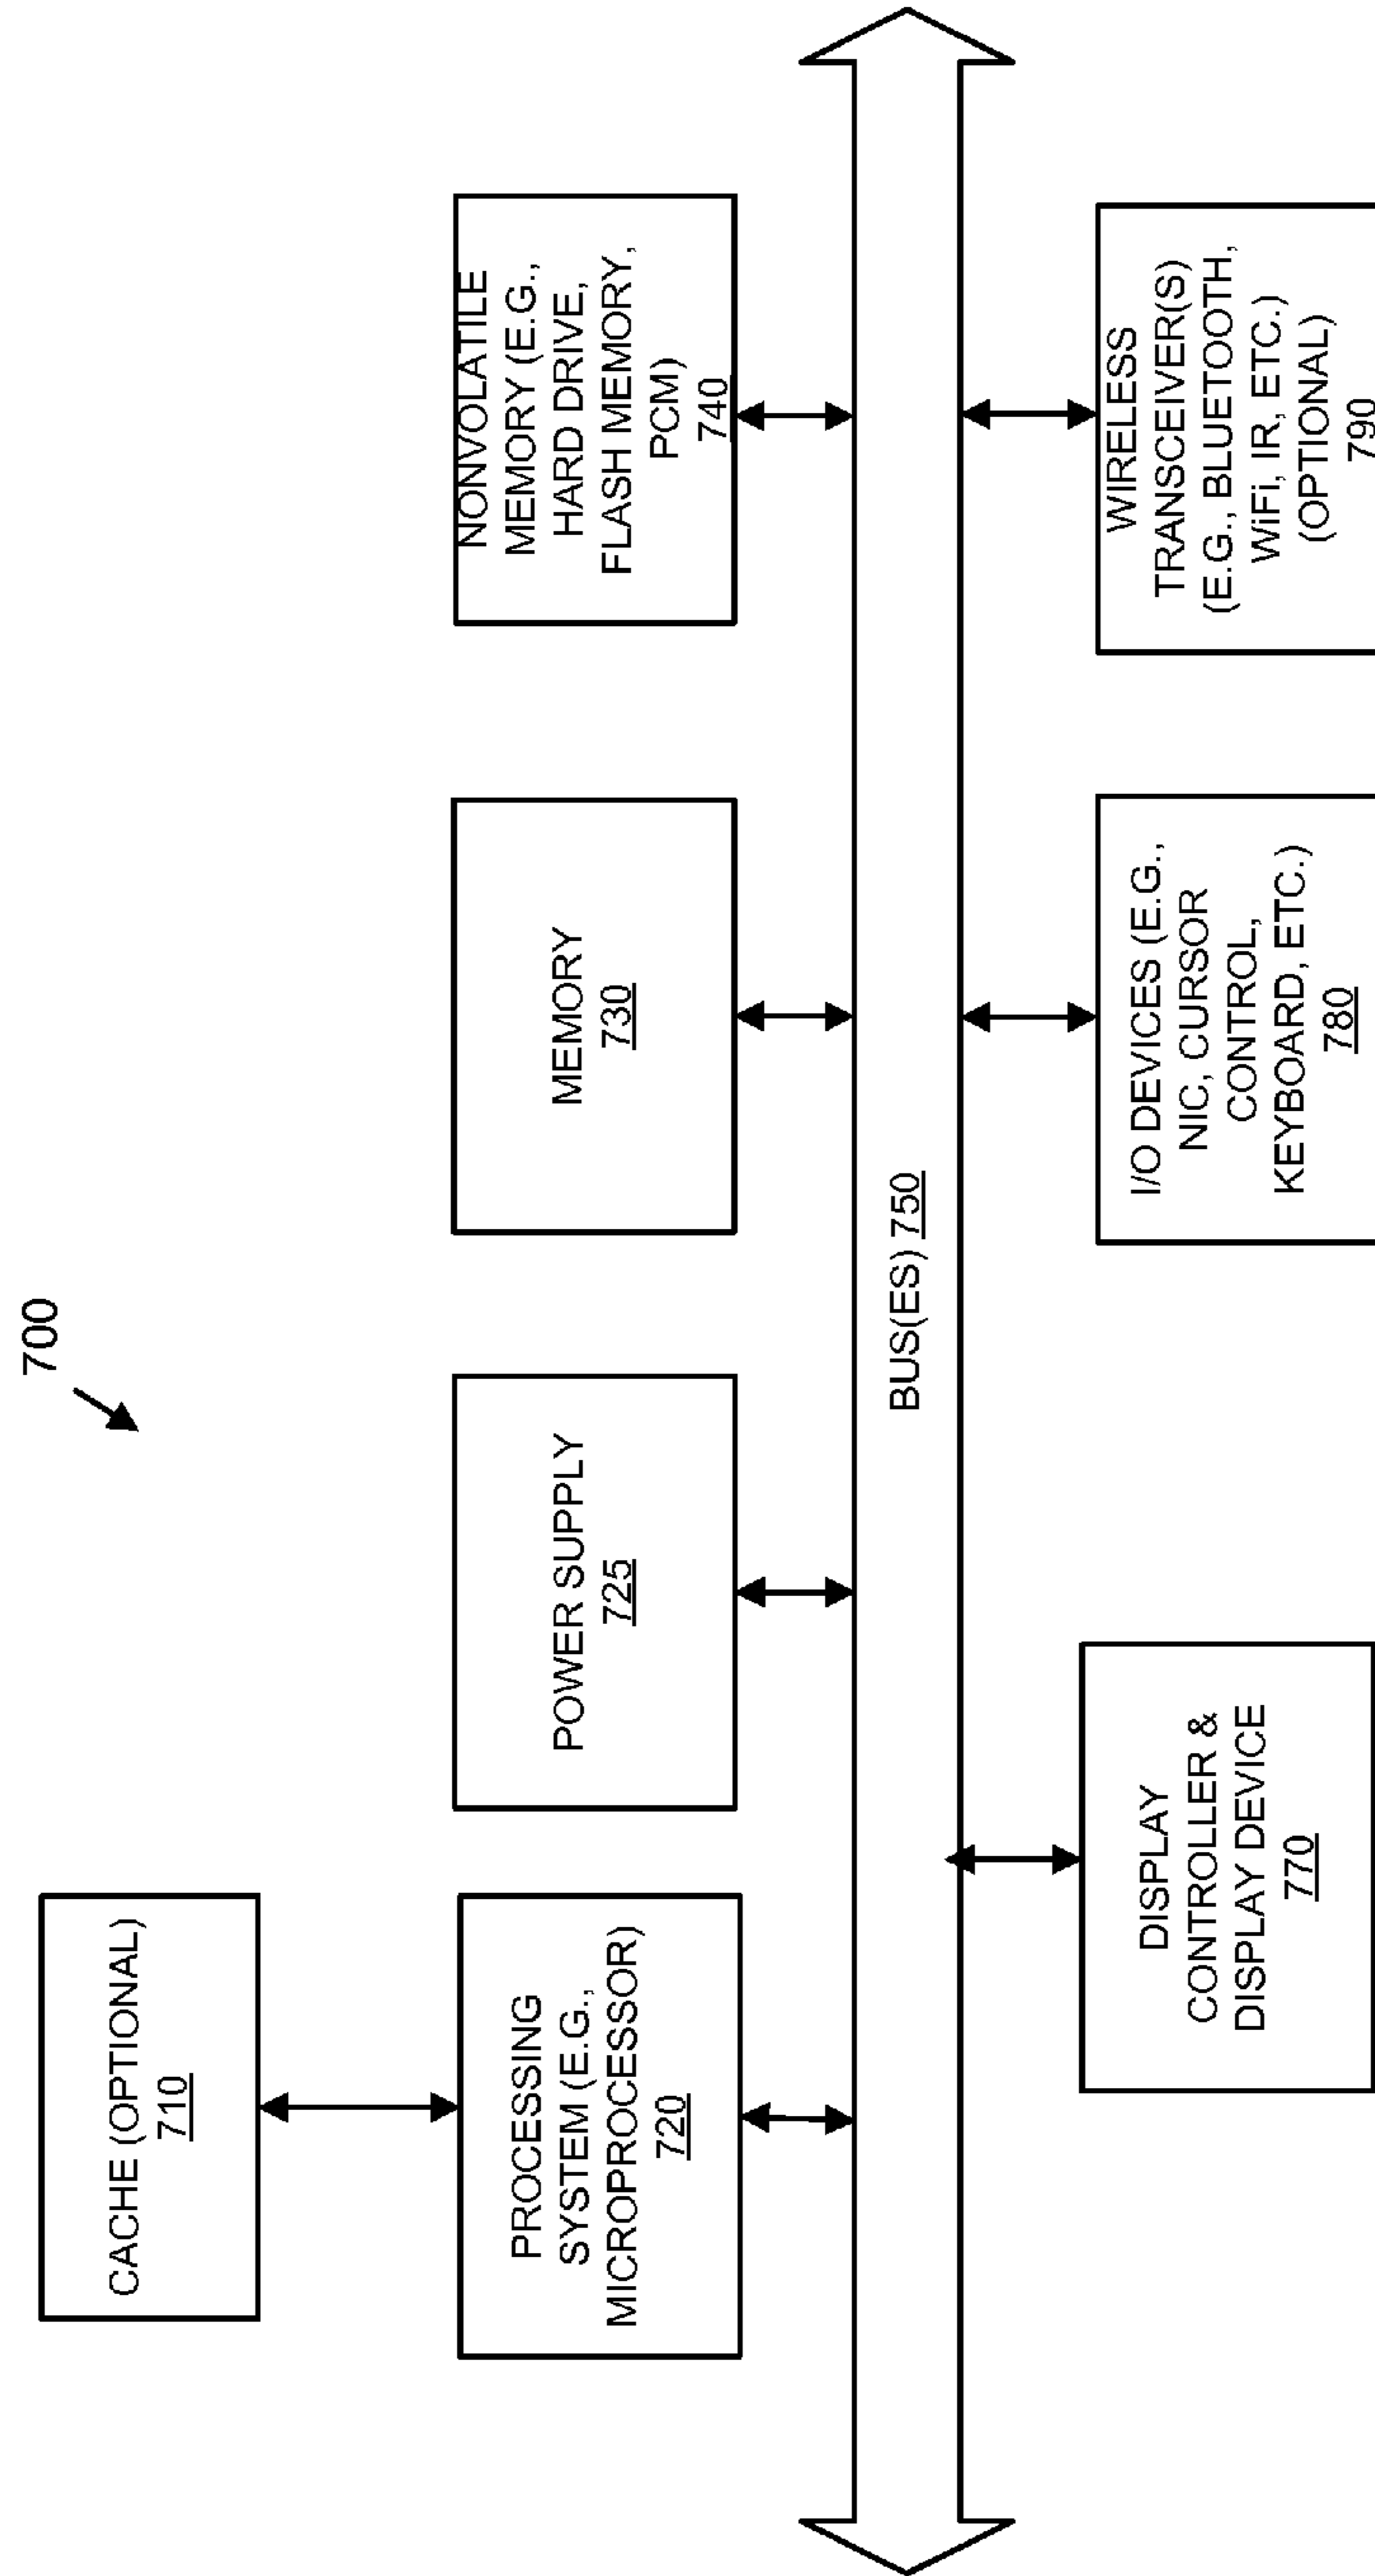 700
CACHE (OPTIONAL)
710
PROCESSING
SYSTEM (E.G.,
MICROPROCESSOR)
720
POWER SUPPLY
725
MEMORY
730
NONVOLATILE
MEMORY (E.G.,
HARD DRIVE,
FLASH MEMORY,
PCM)
740
BUS(ES) 750
DISPLAY
CONTROLLER &
DISPLAY DEVICE
770
I/O DEVICES (E.G.,
NIC, CURSOR
CONTROL,
KEYBOARD, ETC.)
780
WIRELESS
TRANSCEIVER(S)
(E.G., BLUETOOTH,
WiFi, IR, ETC.)
(OPTIONAL)
790